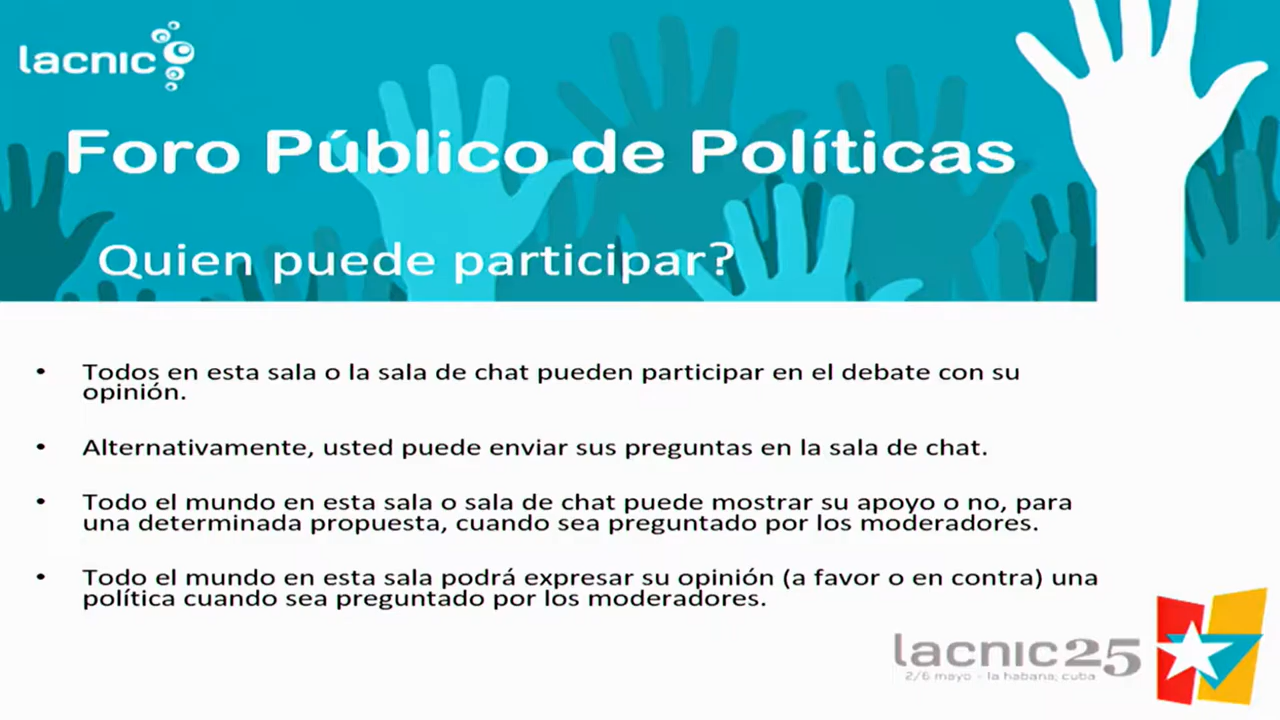 lacnic
Foro Público de Políticas
Quien puede participar?
• Todos en esta sala o la sala de chat pueden participar en el debate con su
opinión.
• Alternativamente, usted puede enviar sus preguntas en la sala de chat.
• Todo el mundo en esta sala o sala de chat puede mostrar su apoyo o no, para
una determinada propuesta, cuando sea preguntado por los moderadores.
• Todo el mundo en esta sala podrá expresar su opinión (a favor o en contra) una
política cuando sea preguntado por los moderadores.
lacnic 25
2/6 mayo - la habana, cuba